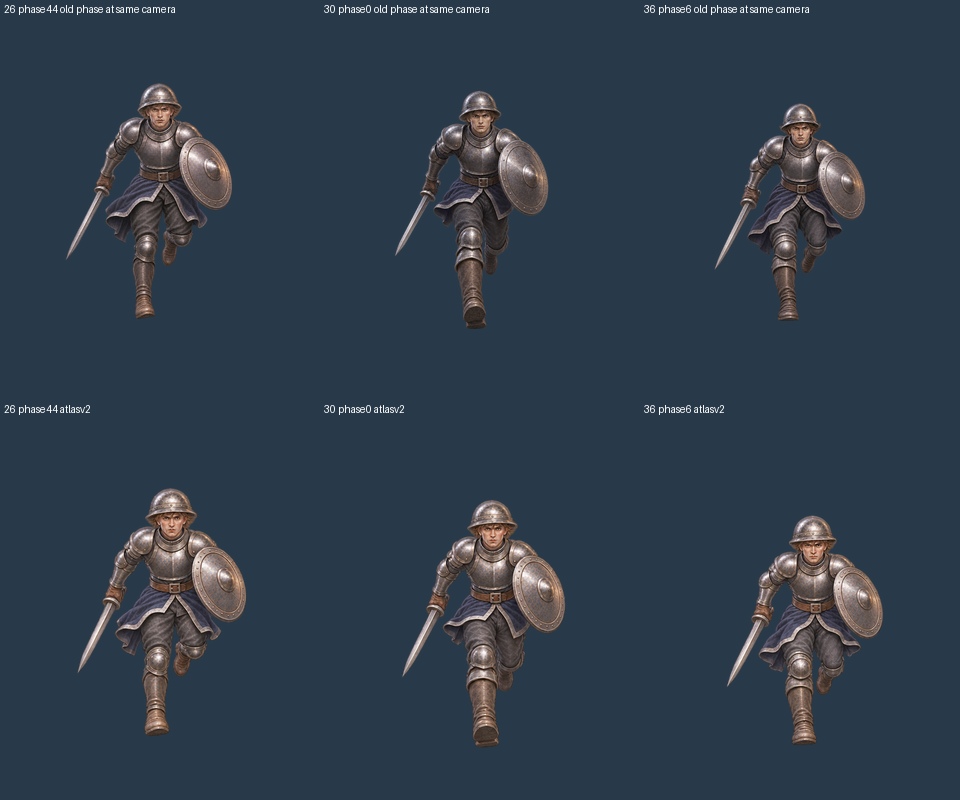 26 phase44 old phase at same camera
30 phase0 old phase at same camera
36 phase6 old phase at same camera
26 phase44 atlasv2
30 phase0 atlasv2
36 phase6 atlasv2